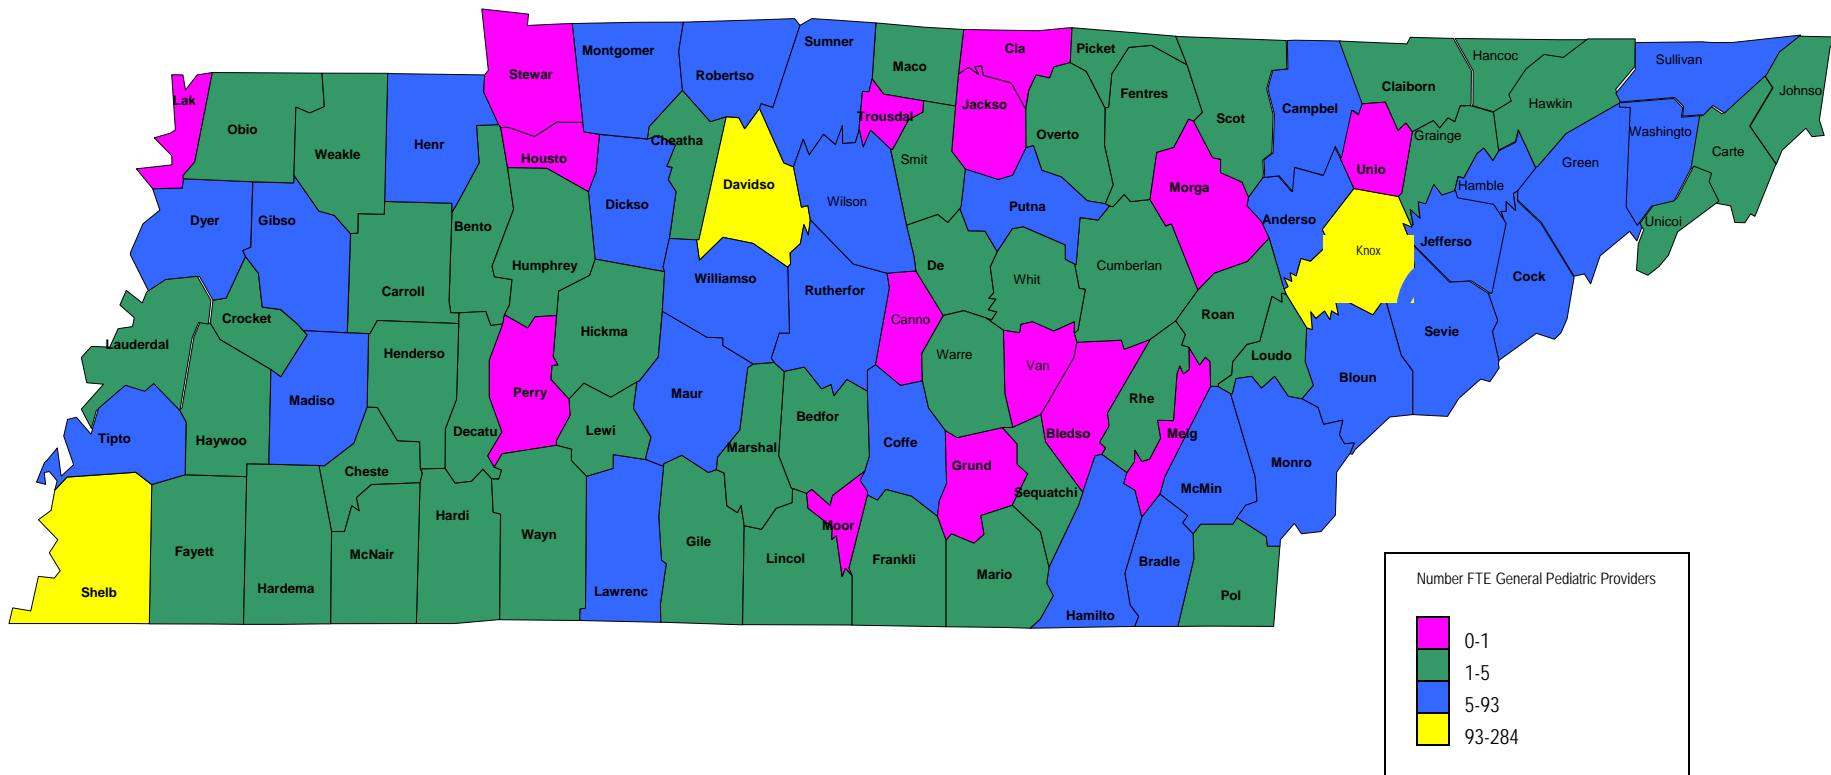 Stewar
Montgomer
Robertso
Sumner
Maco
Cla
Picket
Fentres
Scot
Campbel
Claiborn
Hancoc
Hawkin
Sullivan
Johnso
Lak
Obio
Weakle
Henr
Housto
Cheatha
Trousdal
Jackso
Overto
Smit
Morga
Unio
Grainge
Hamble
Green
Washingto
Carte
Unicoi
Dyer
Gibso
Carroll
Bento
Humphrey
Dickso
Davidso
Wilson
Putna
De
Whit
Cumberlan
Anderso
Knox
Jefferso
Cock
Sevie
Lauderdal
Crocket
Henderso
Hickma
Williamso
Rutherfor
Canno
Warre
Van
Roan
Loudo
Bloun
Tipto
Haywoo
Madiso
Decatu
Perry
Lewi
Maur
Marshal
Bedfor
Coffe
Grund
Bledso
Rhe
Meig
Monro
McMin
Sequatchi
Cheste
Shelb
Fayett
Hardema
McNair
Hardi
Wayn
Lawrenc
Gile
Lincol
Moor
Frankli
Mario
Hamilto
Bradle
Pol
Number FTE General Pediatric Providers
0-1
1-5
5-93
93-284